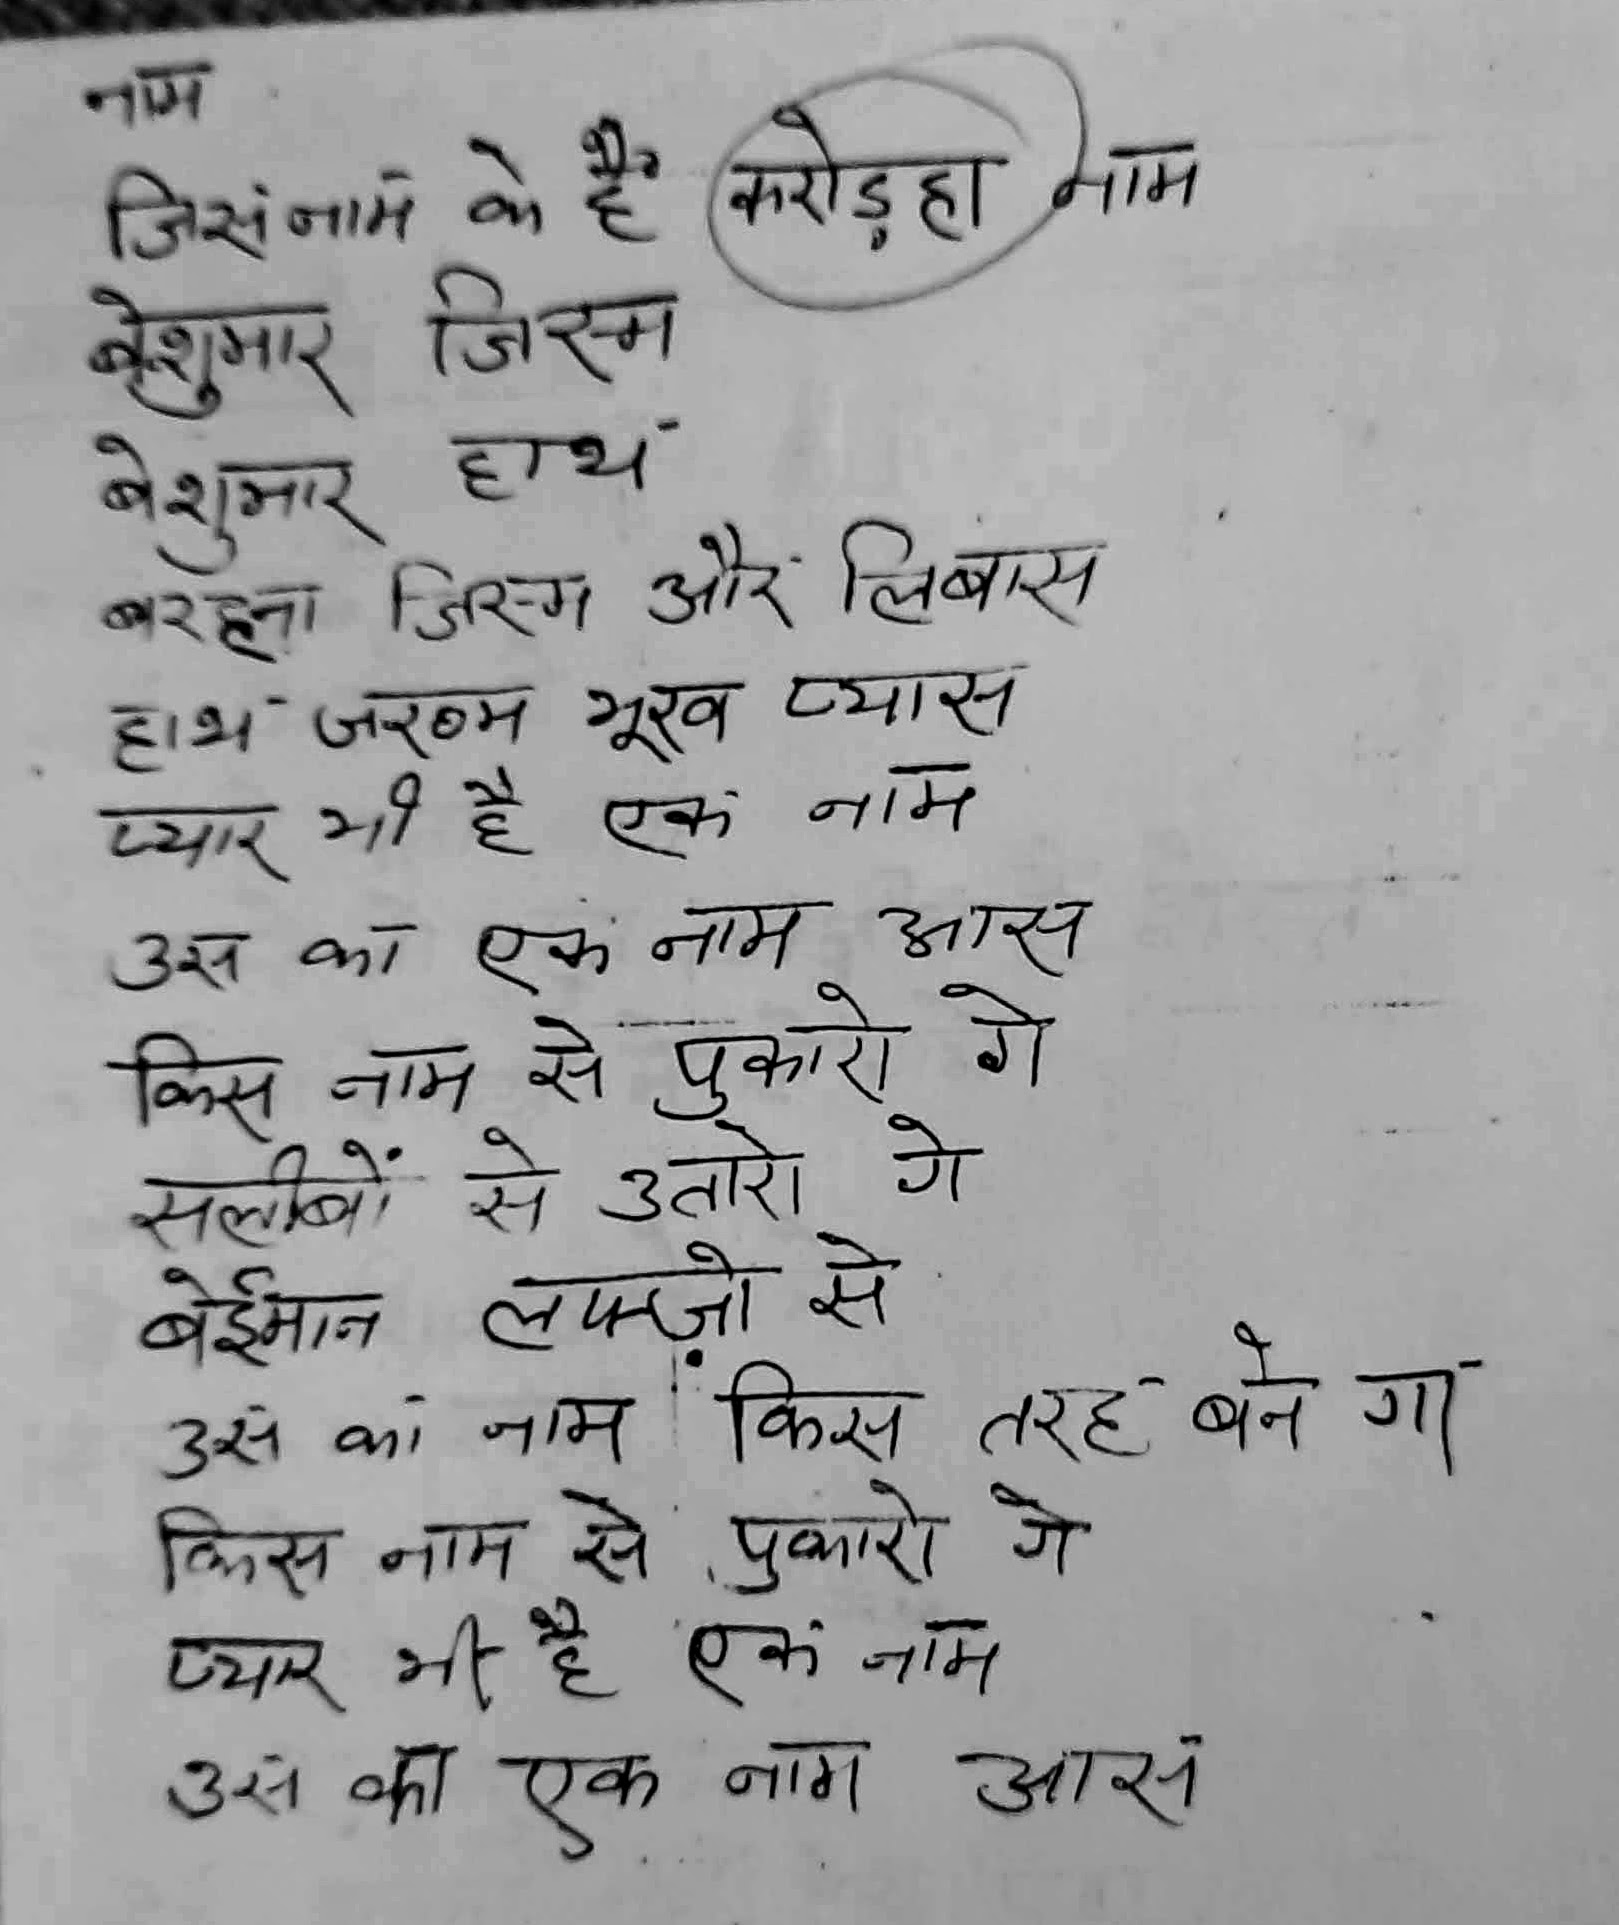 नाम
जिस नाम के हैं करोड़हा नाम
बेशुमार जिस्म
बेशुमार हाथ
बरहना जिस्म और लिबास
हाथ जख्म भूख प्यास
प्यार भी है एक नाम
उस का एक नाम आस
किस नाम से पुकारो गे
सलीबों से उतारो गे
बेईमान लफ्ज़ो से
उस का नाम किस तरह बने गा
किस नाम से पुकारो गे
प्यार भी है एक नाम
उस का एक नाम आस